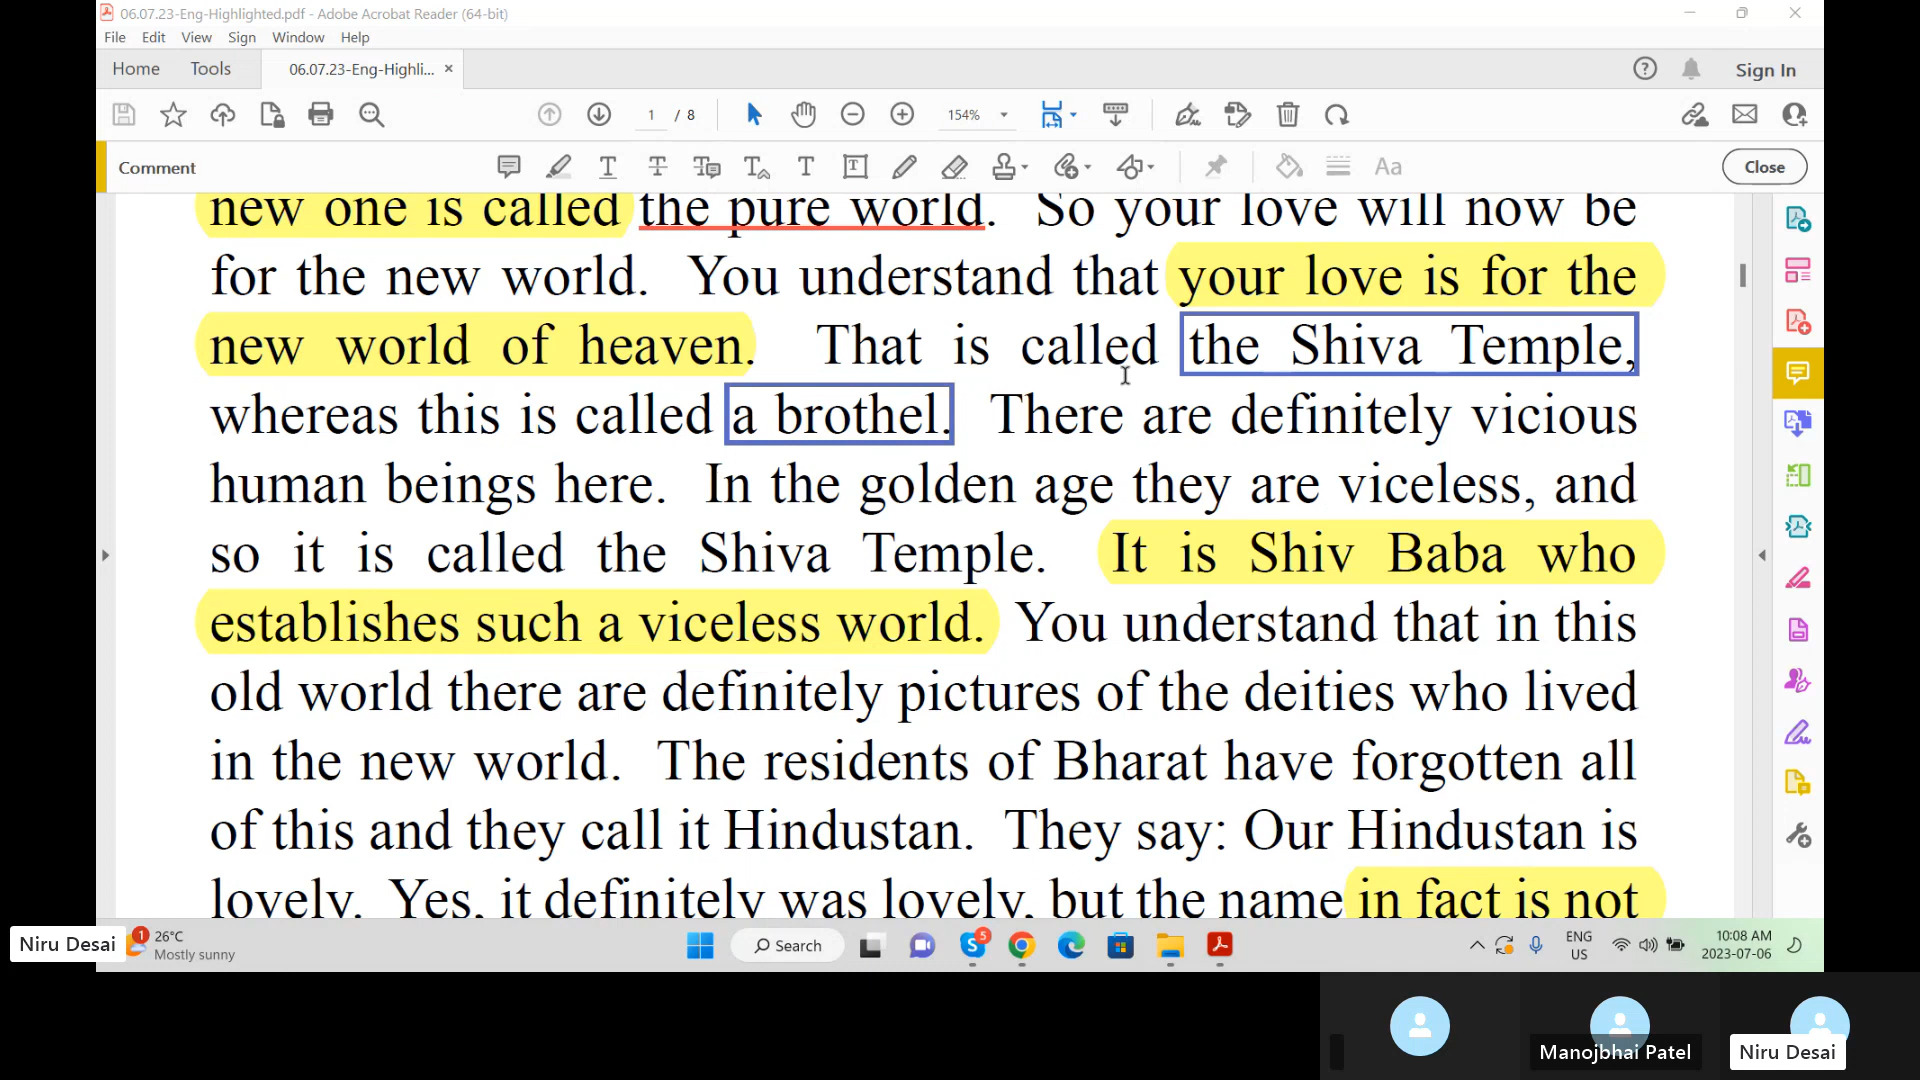 06.07.23-Eng-Highlighted.pdf - Adobe Acrobat Reader (64-bit)
File Edit View Sign Window Help
Home Tools 06.07.23-Eng-Highli... × Sign In
1 / 8 154%
Comment Close
new one is called the pure world. So your love will now be
for the new world. You understand that your love is for the
new world of heaven. That is called the Shiva Temple,
whereas this is called a brothel. There are definitely vicious
human beings here. In the golden age they are viceless, and
so it is called the Shiva Temple. It is Shiv Baba who
establishes such a viceless world. You understand that in this
old world there are definitely pictures of the deities who lived
in the new world. The residents of Bharat have forgotten all
of this and they call it Hindustan. They say: Our Hindustan is
lovely. Yes, it definitely was lovely, but the name in fact is not
Niru Desai
1
26°C
Mostly sunny
Search
5
ENG
US
10:08 AM
2023-07-06
Manojbhai Patel
Niru Desai